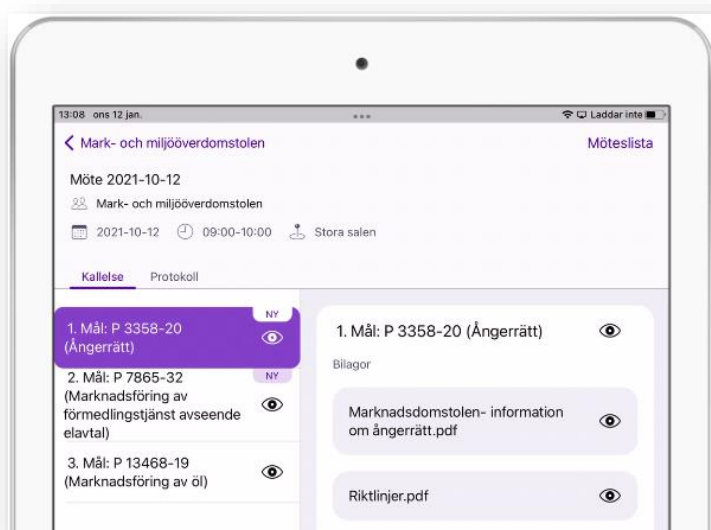 13:08 ons 12 jan.
Laddar inte
Mark- och miljööverdomstolen
Möteslista
Möte 2021-10-12
Mark- och miljööverdomstolen
2021-10-12 09:00-10:00 Stora salen
Kallelse Protokoll
NY
1. Mål: P 3358-20
(Ångerrätt)
NY
2. Mål: P 7865-32
(Marknadsföring av
förmedlingstjänst avseende
elavtal)
3. Mål: P 13468-19
(Marknadsföring av öl)
1. Mål: P 3358-20 (Ångerrätt)
Bilagor
Marknadsdomstolen- information
om ångerrätt.pdf
Riktlinjer.pdf